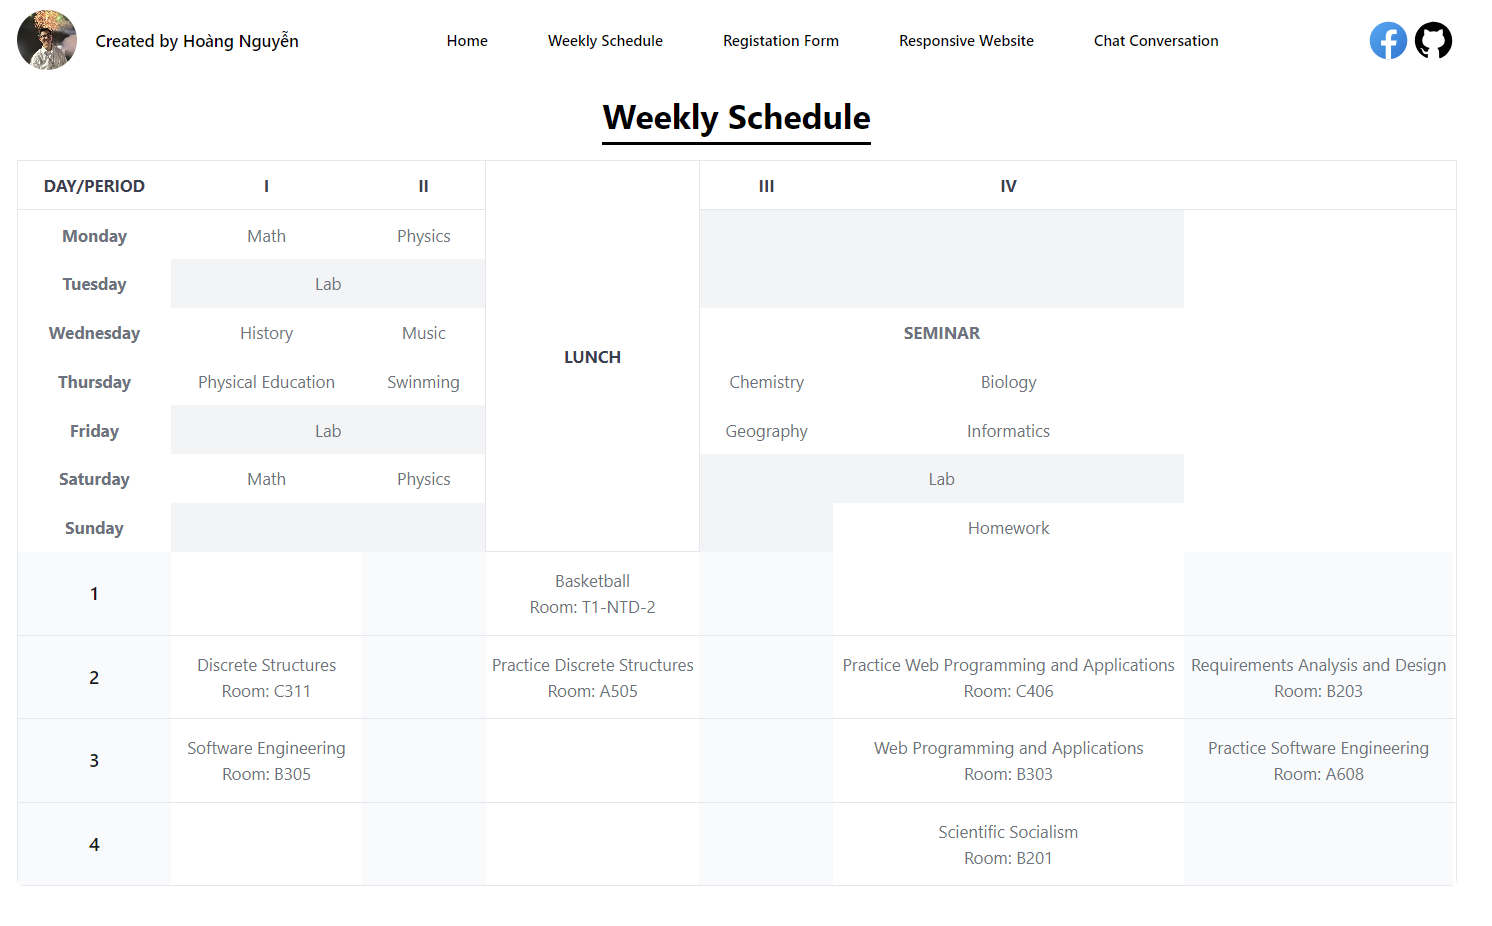 Created by Hoàng Nguyễn
Home
Weekly Schedule
Registation Form
Responsive Website
Chat Conversation
Weekly Schedule
DAY/PERIOD I II LUNCH III IV
Monday Math Physics
Tuesday Lab
Wednesday History Music SEMINAR
Thursday Physical Education Swinming Chemistry Biology
Friday Lab Geography Informatics
Saturday Math Physics Lab
Sunday Homework
1
Basketball
Room: T1-NTD-2
2
Discrete Structures
Room: C311
Practice Discrete Structures
Room: A505
Practice Web Programming and Applications
Room: C406
Requirements Analysis and Design
Room: B203
3
Software Engineering
Room: B305
Web Programming and Applications
Room: B303
Practice Software Engineering
Room: A608
4
Scientific Socialism
Room: B201